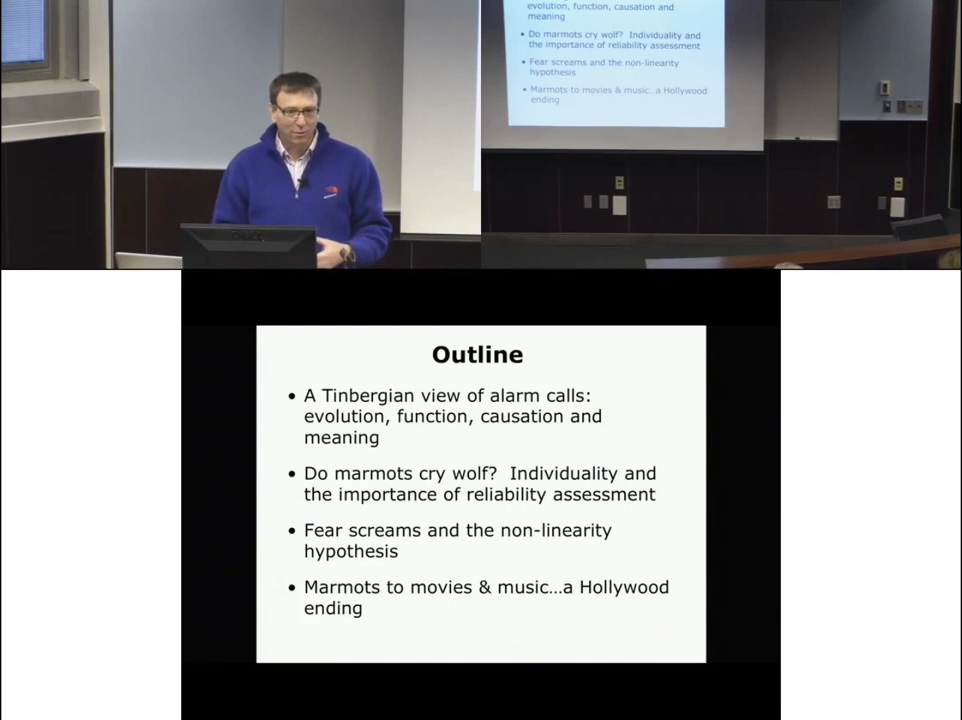 evolution, function, causation and
meaning
• Do marmots cry wolf? Individuality and
the importance of reliability assessment
• Fear screams and the non-linearity
hypothesis
• Marmots to movies & music...a Hollywood
ending
DELL
Outline
• A Tinbergian view of alarm calls:
evolution, function, causation and
meaning
• Do marmots cry wolf? Individuality and
the importance of reliability assessment
• Fear screams and the non-linearity
hypothesis
• Marmots to movies & music...a Hollywood
ending